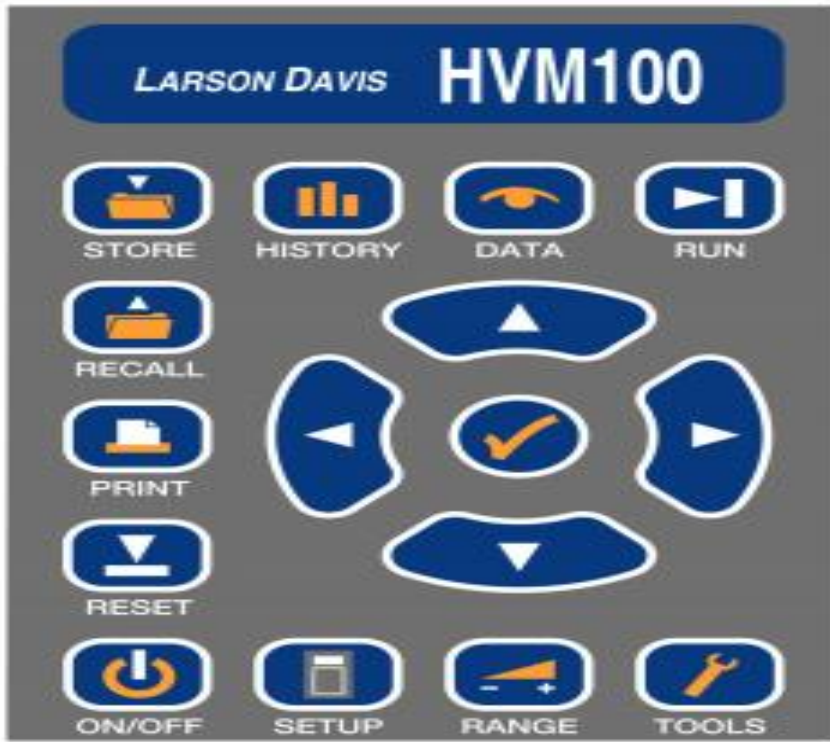 LARSON DAVIS HVM100
STORE HISTORY DATA RUN
RECALL
PRINT
RESET
ON/OFF SETUP RANGE TOOLS